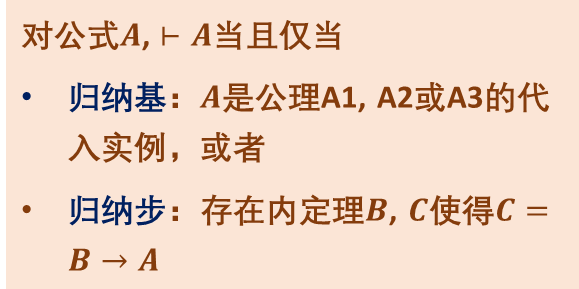 对公式A, ⊢ A当且仅当
• 归纳基：A是公理A1, A2或A3的代
入实例，或者
• 归纳步：存在内定理B, C使得C =
B → A